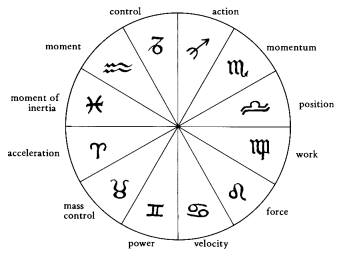 control
action
moment
momentum
moment of
inertia
position
acceleration
work
mass
control
force
power
velocity